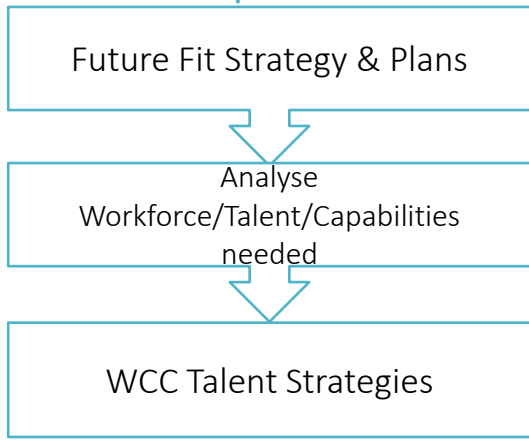 Future Fit Strategy & Plans
Analyse
Workforce/Talent/Capabilities
needed
WCC Talent Strategies